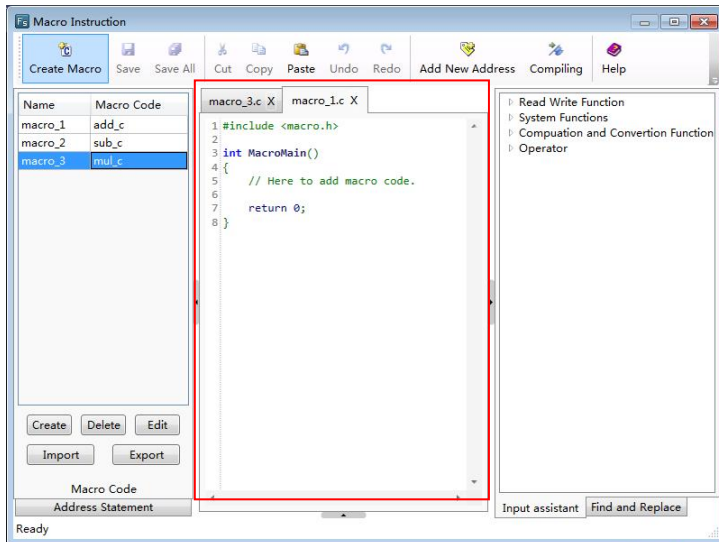 Fs Macro Instruction
Create Macro Save Save All Cut Copy Paste Undo Redo Add New Address Compiling Help
Name Macro Code
macro_1 add_c
macro_2 sub_c
macro_3 mul_c
Create Delete Edit
Import Export
Macro Code
Address Statement
macro_3.c X macro_1.c X
1 #include <macro.h>
2
3 int MacroMain()
4 {
5 // Here to add macro code.
6
7 return 0;
8 }
Read Write Function
System Functions
Compuation and Convertion Function
Operator
Input assistant Find and Replace
Ready